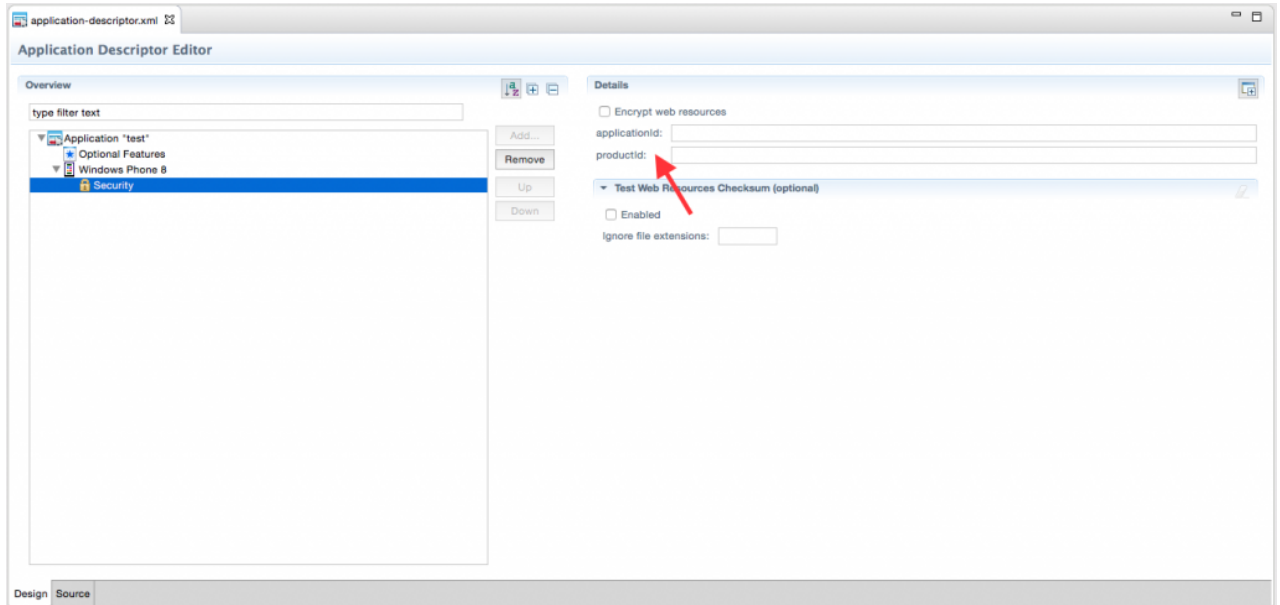 application-descriptor.xml
Application Descriptor Editor
Overview
type filter text
Application "test"
Optional Features
Windows Phone 8
Security
Add...
Remove
Up
Down
Details
Encrypt web resources
applicationId:
productId:
Test Web Resources Checksum (optional)
Enabled
Ignore file extensions:
Design Source